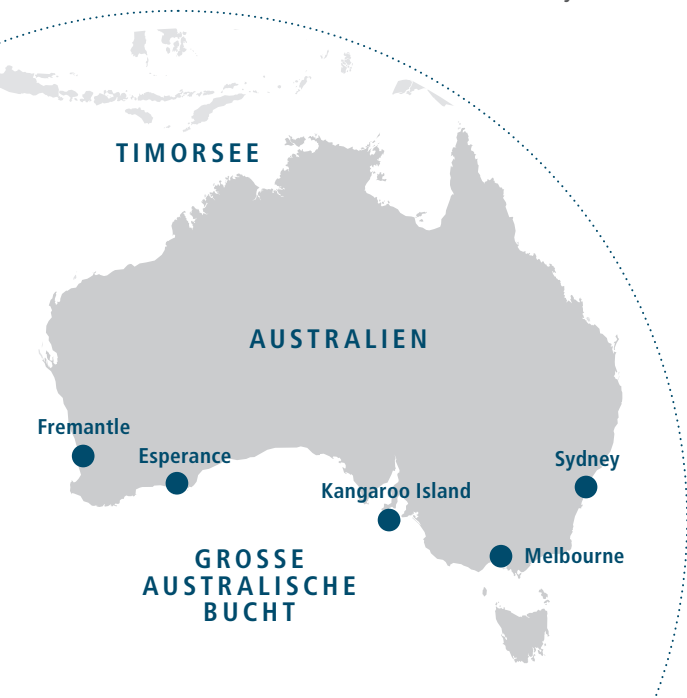 TIMORSEE
AUSTRALIEN
Fremantle
Esperance
Sydney
Kangaroo Island
Melbourne
GROSSE
AUSTRALISCHE
BUCHT